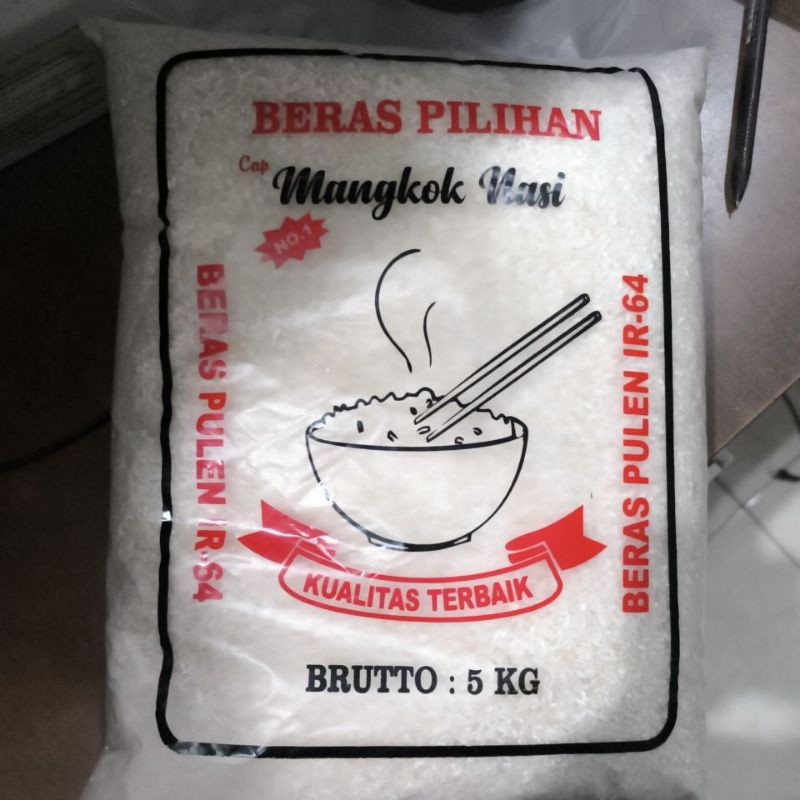 BERAS PILIHAN
Cap Mangkok Nasi
NO.1
BERAS PULEN IR-64
BERAS PULEN IR-64
KUALITAS TERBAIK
BRUTTO : 5 KG